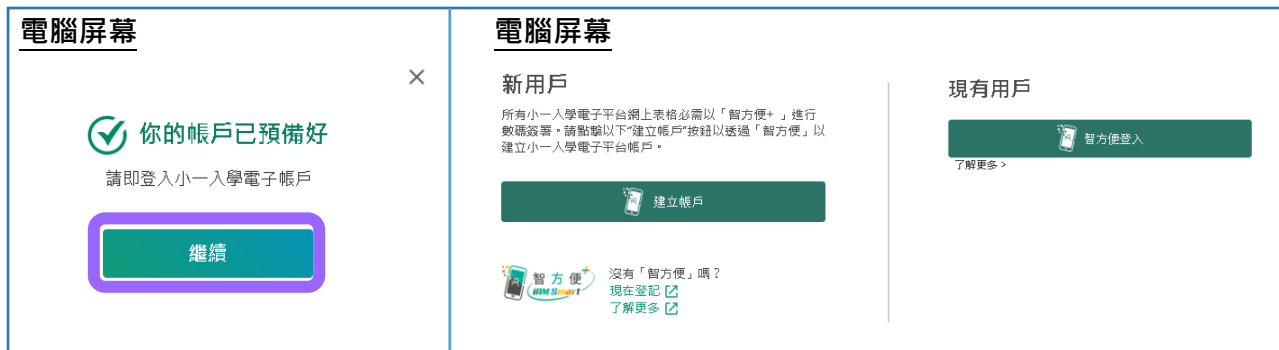 電腦屏幕
你的帳戶已預備好
請即登入小一入學電子帳戶
繼續
電腦屏幕
新用戶
所有小一入學電子平台網上表格必需以「智方便+ 」進行
數碼簽署。請點擊以下"建立帳戶"按鈕以透過「智方便」以
建立小一入學電子平台帳戶。
建立帳戶
智方便+
iAM Smart
沒有「智方便」嗎？
現在登記
了解更多
現有用戶
智方便登入
了解更多 >